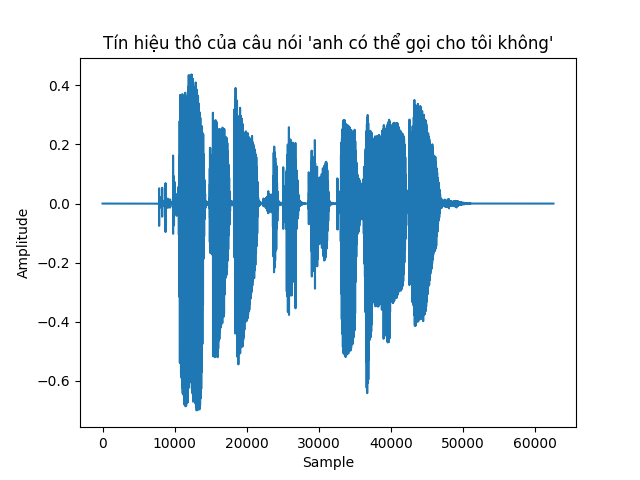 Tín hiệu thô của câu nói 'anh có thể gọi cho tôi không'
0.4
0.2
0.0
−0.2
−0.4
−0.6
Amplitude
0 10000 20000 30000 40000 50000 60000
Sample